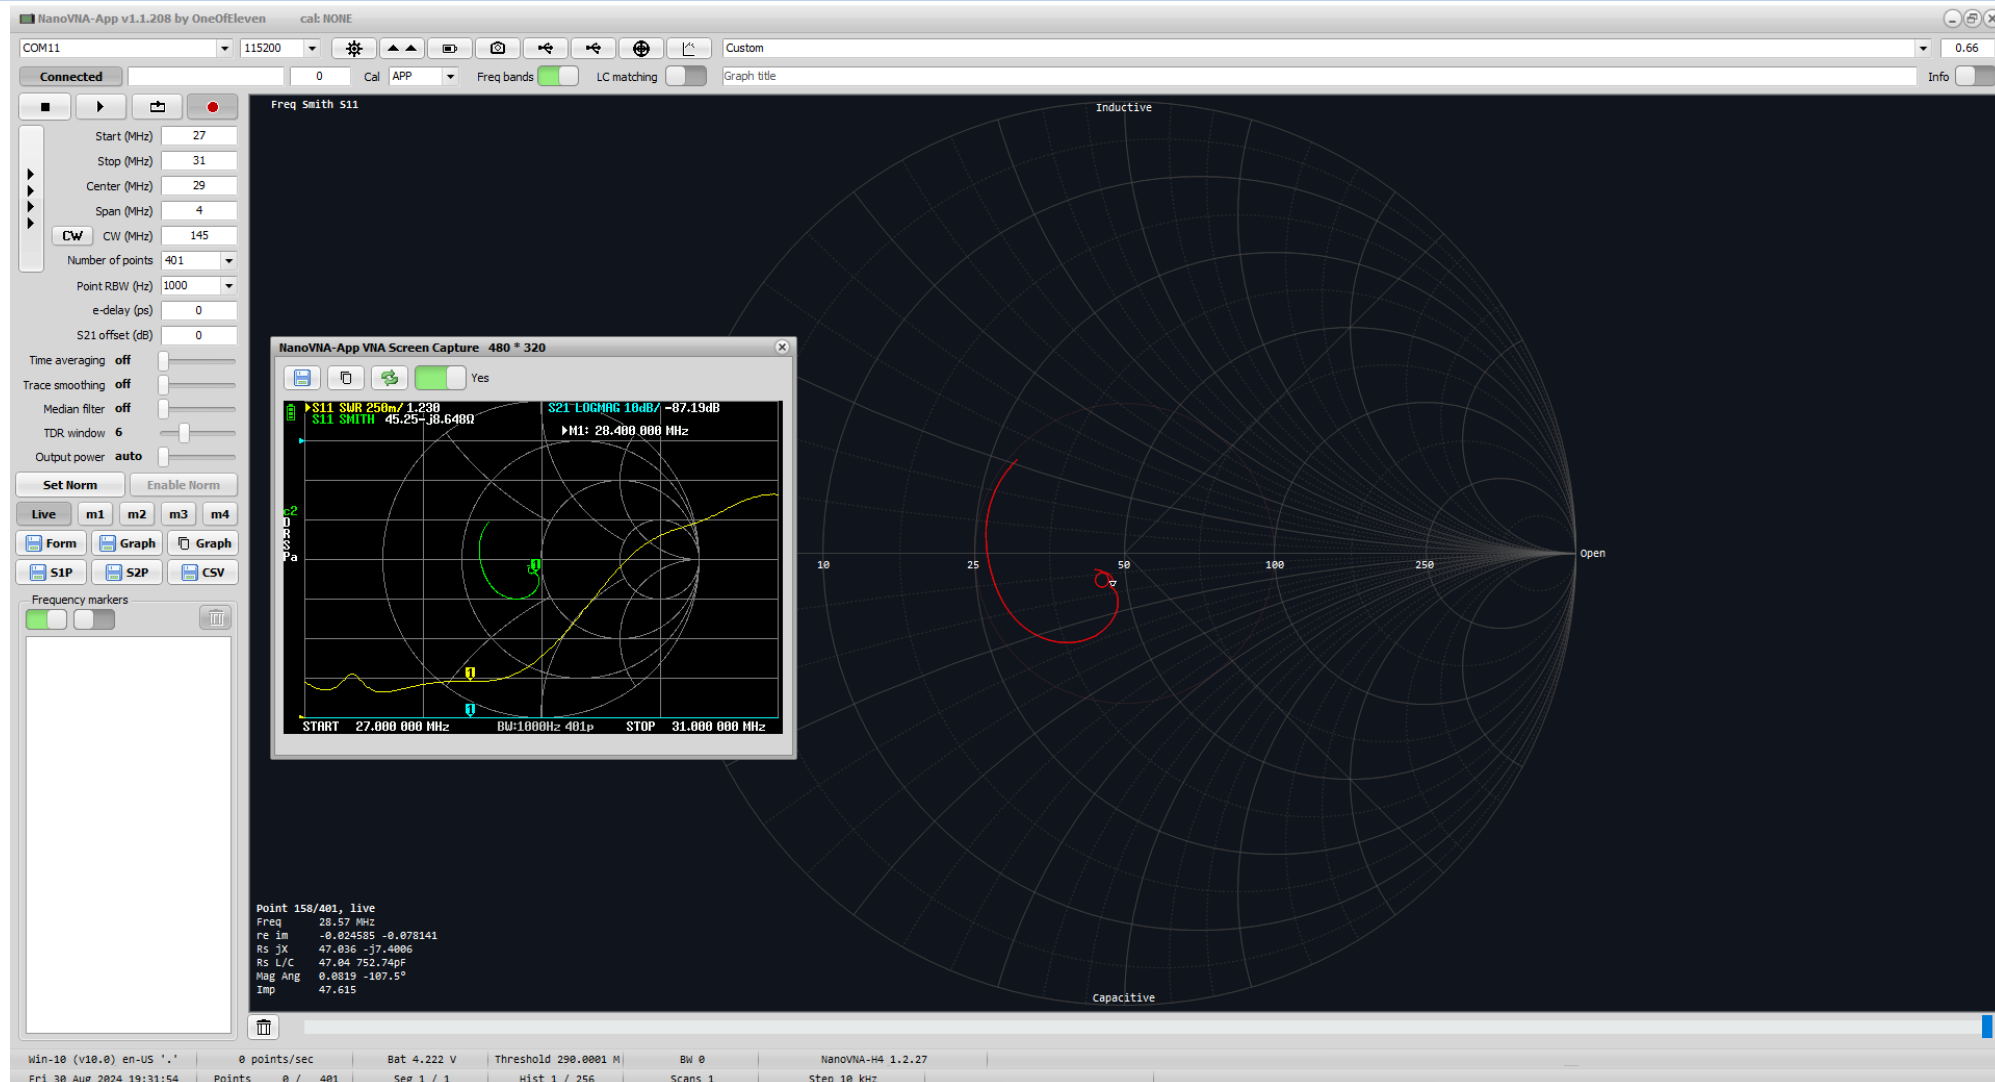 NanoVNA-App v1.1.208 by OneOfEleven cal: NONE
COM11 115200 Custom 0.66
Connected 0 Cal APP Freq bands LC matching Graph title Info
Start (MHz) 27
Stop (MHz) 31
Center (MHz) 29
Span (MHz) 4
CW CW (MHz) 145
Number of points 401
Point RBW (Hz) 1000
e-delay (ps) 0
S21 offset (dB) 0
Time averaging off
Trace smoothing off
Median filter off
TDR window 6
Output power auto
Set Norm Enable Norm
Live m1 m2 m3 m4
Form Graph Graph
S1P S2P CSV
Frequency markers
Freq Smith S11
Inductive
10 25 50 100 250 Open
Capacitive
NanoVNA-App VNA Screen Capture 480 * 320
Yes
S11 SWR 250m/ 1.230 S21 LOGMAG 10dB/ -87.19dB
S11 SMITH 45.25-j8.648Ω
M1: 28.400 000 MHz
c2
D
R
S
Pa
1
1
1
START 27.000 000 MHz BW:1000Hz 401p STOP 31.000 000 MHz
Point 158/401, live
Freq 28.57 MHz
re im -0.024585 -0.078141
Rs jX 47.036 -j7.4006
Rs L/C 47.04 752.74pF
Mag Ang 0.0819 -107.5°
Imp 47.615
Win-10 (v10.0) en-US '.' 0 points/sec Bat 4.222 V Threshold 290.0001 M BW 0 NanoVNA-H4 1.2.27
Fri 30 Aug 2024 19:31:54 Points 0 / 401 Seg 1 / 1 Hist 1 / 256 Scans 1 Step 10 kHz